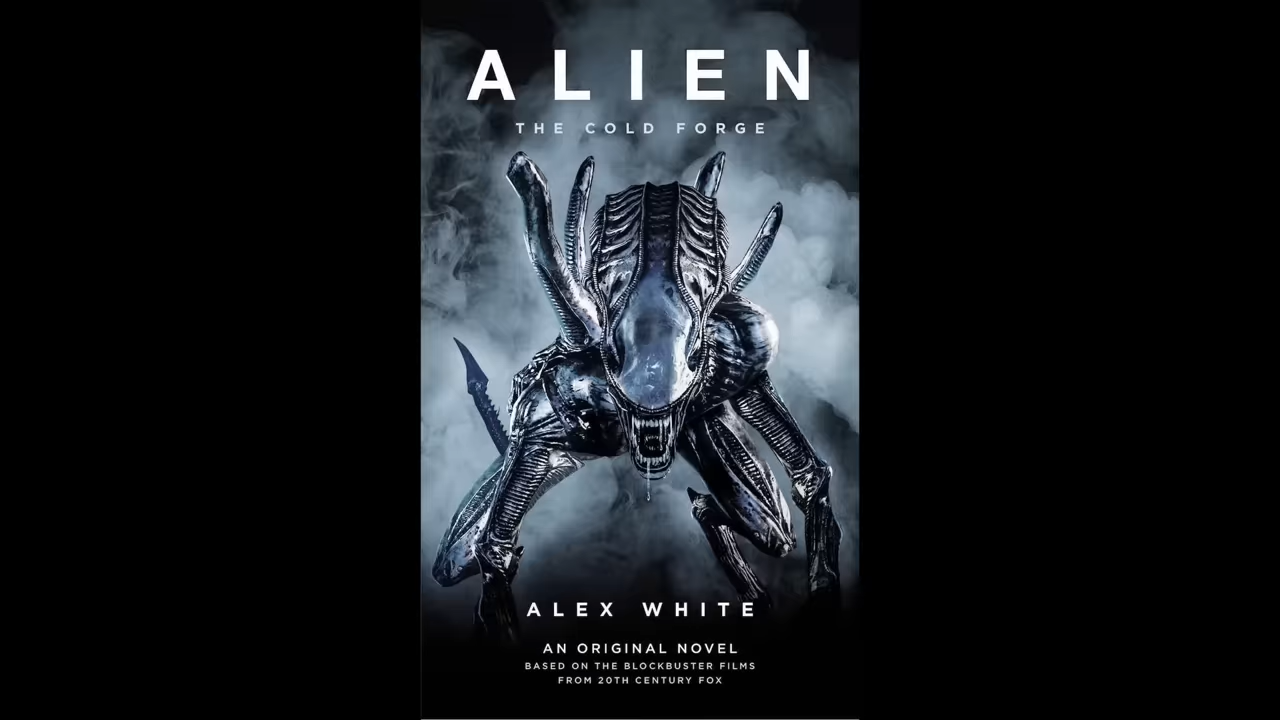 ALIEN
THE COLD FORGE
ALEX WHITE
AN ORIGINAL NOVEL
BASED ON THE BLOCKBUSTER FILMS
FROM 20TH CENTURY FOX